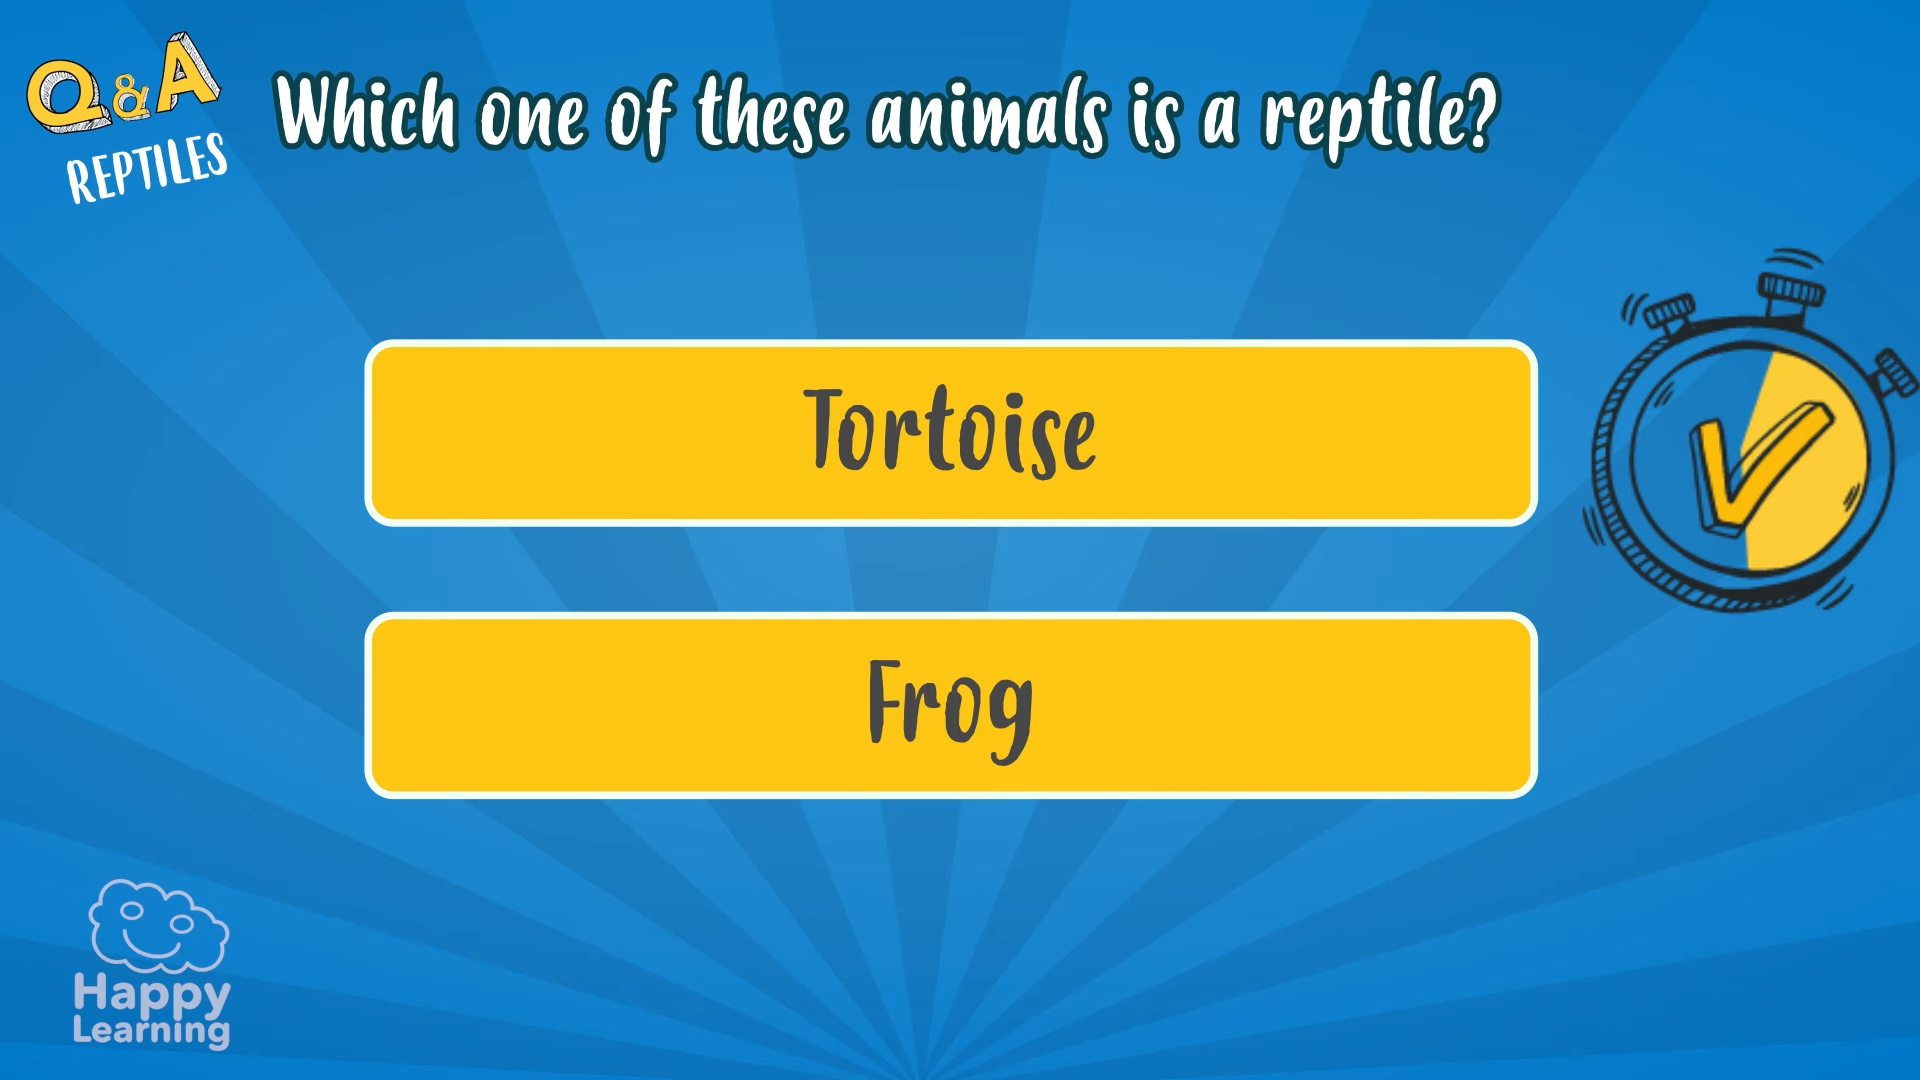 Q&A
REPTILES
Which one of these animals is a reptile?
Tortoise
Frog
Happy
Learning